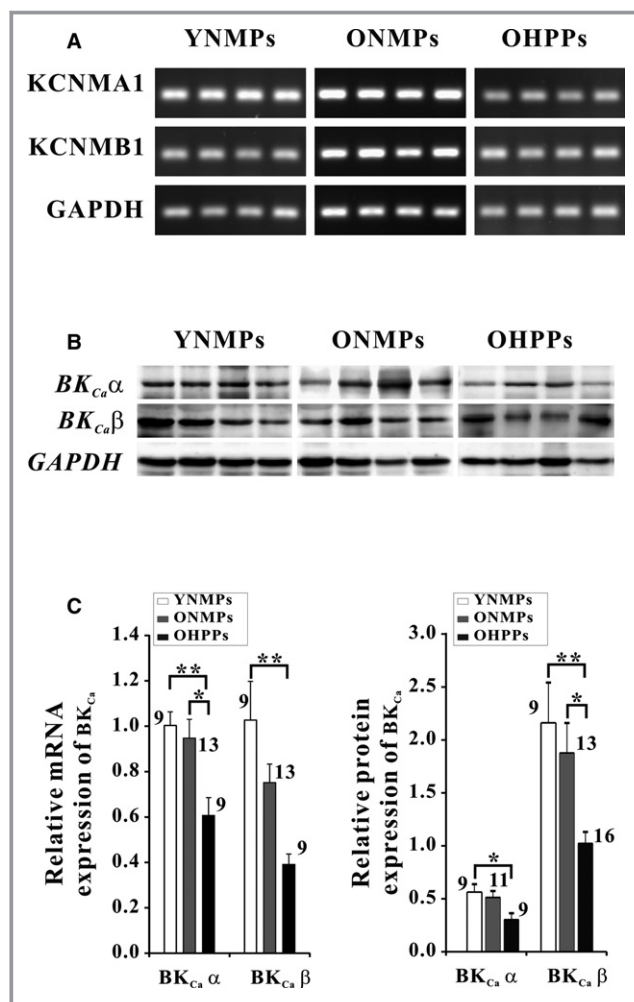 A
YNMPs ONMPs OHPPs
KCNMA1
KCNMB1
GAPDH
B
YNMPs ONMPs OHPPs
BKCaα
BKCaβ
GAPDH
C
YNMPs
ONMPs
OHPPs
Relative mRNA
expression of BKCa
1.4
1.2
1.0
0.8
0.6
0.4
0.2
0.0
** **
*
9 13 9
9 13 9
BKCa α BKCa β
YNMPs
ONMPs
OHPPs
Relative protein
expression of BKCa
3.0
2.5
2.0
1.5
1.0
0.5
0.0
**
*
*
9 11 9
9 13 16
BKCa α BKCa β